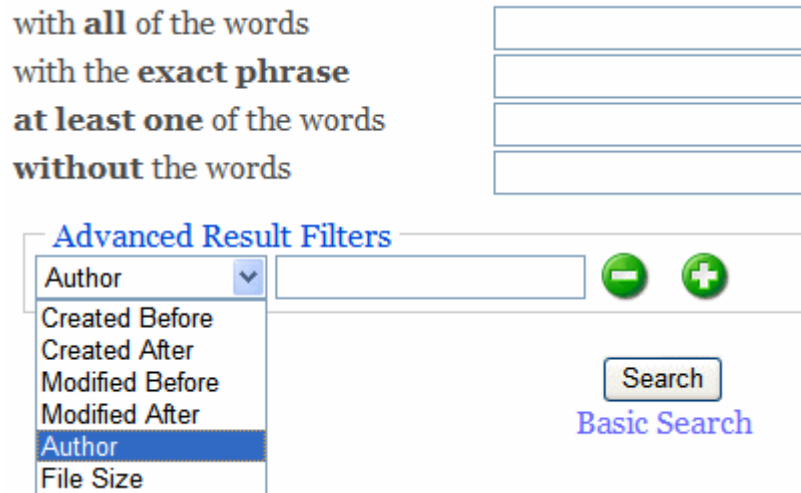 with all of the words
with the exact phrase
at least one of the words
without the words
Advanced Result Filters
Author
Created Before
Created After
Modified Before
Modified After
Author
File Size
Search
Basic Search